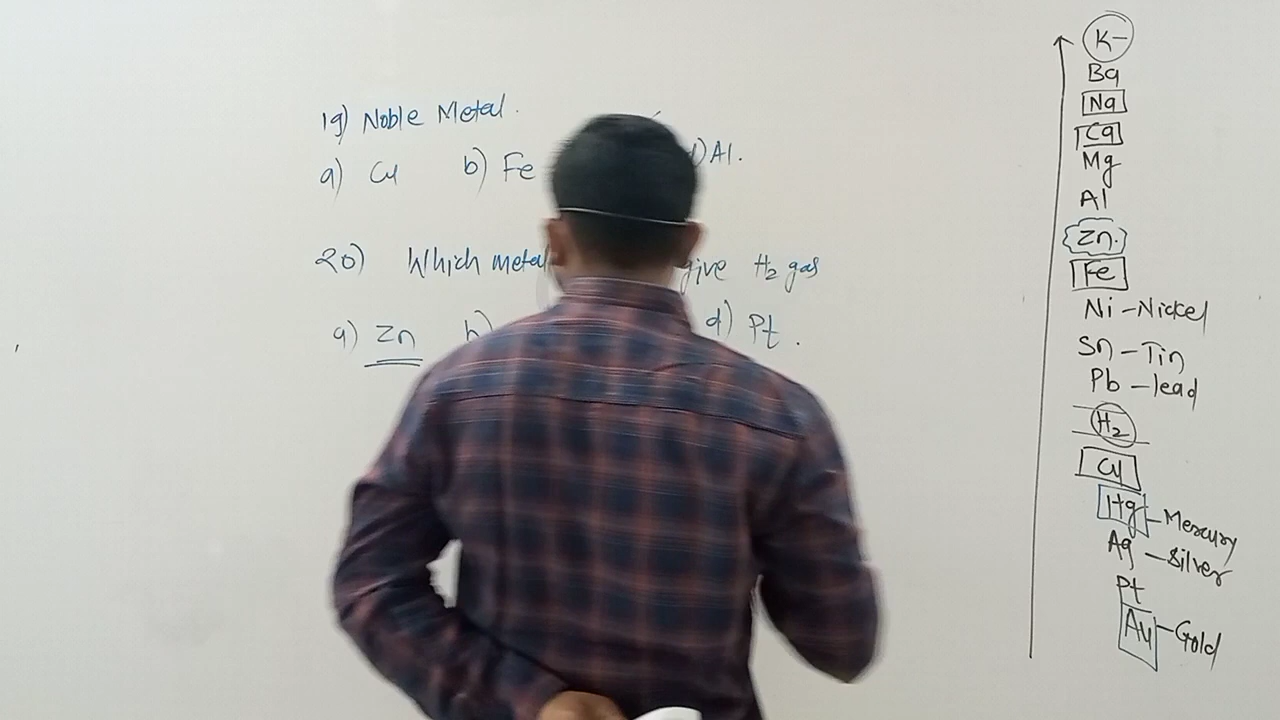 19) Noble Metal.
a) Cu b) Fe d) Al.
20) Which metal give H₂ gas
a) Zn b) d) Pt.
K
Ba
Na
Ca
Mg
Al
Zn.
Fe
Ni - Nickel
Sn - Tin
Pb - lead
H₂
Cu
Hg - Mercury
Ag - Silver
Pt
Au - Gold